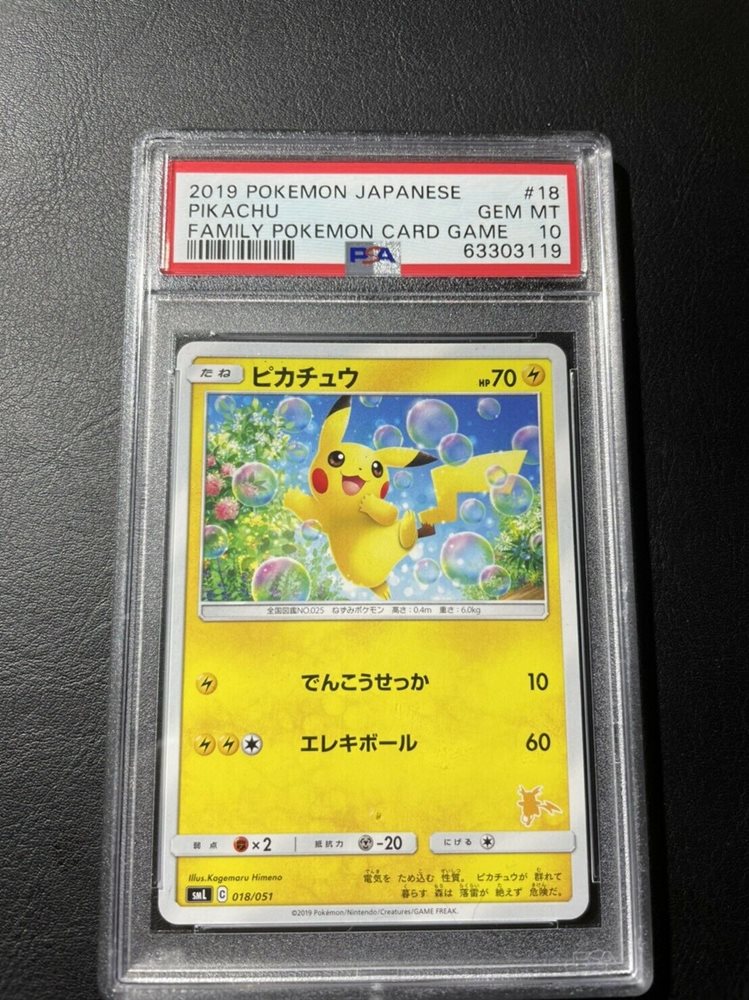 2019 POKEMON JAPANESE #18
PIKACHU GEM MT
FAMILY POKEMON CARD GAME 10
PSA 63303119
たね ピカチュウ HP70
全国図鑑NO.025 ねずみポケモン 高さ:0.4m 重さ:6.0kg
でんこうせっか 10
エレキボール 60
弱点 ×2 抵抗力 -20 にげる
Illus.Kagemaru Himeno
電気を ため込む 性質。 ピカチュウが 群れて
暮らす 森は 落雷が 絶えず 危険だ。
SML C 018/051
©2019 Pokémon/Nintendo/Creatures/GAME FREAK.
PSA